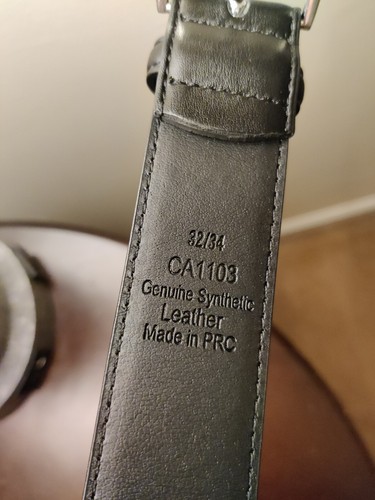 32/34
CA1103
Genuine Synthetic
Leather
Made in PRC